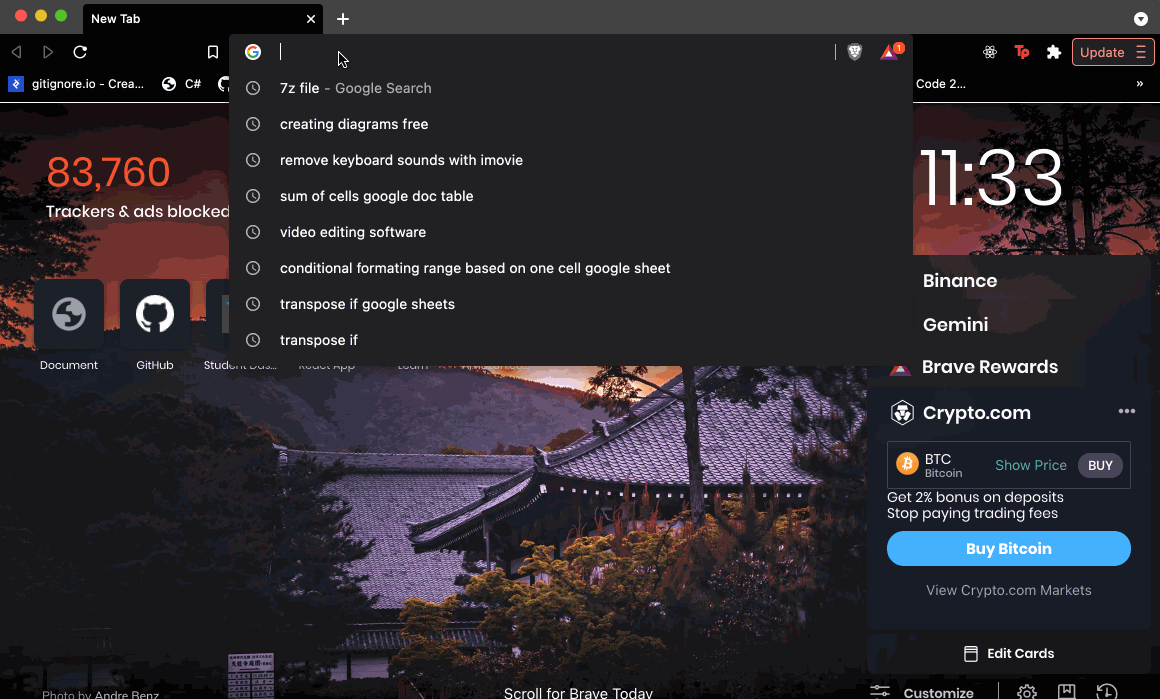 New Tab
1
Update
gitignore.io - Crea...
C#
Code 2...
»
7z file - Google Search
creating diagrams free
remove keyboard sounds with imovie
sum of cells google doc table
video editing software
conditional formating range based on one cell google sheet
transpose if google sheets
transpose if
83,760
Trackers & ads blocked
11:33
Document
GitHub
Student Das...
React App
Learn
Binance
Gemini
Brave Rewards
Crypto.com
BTC
Bitcoin
Show Price
BUY
Get 2% bonus on deposits
Stop paying trading fees
Buy Bitcoin
View Crypto.com Markets
Edit Cards
Photo by Andre Benz
Scroll for Brave Today
Customize